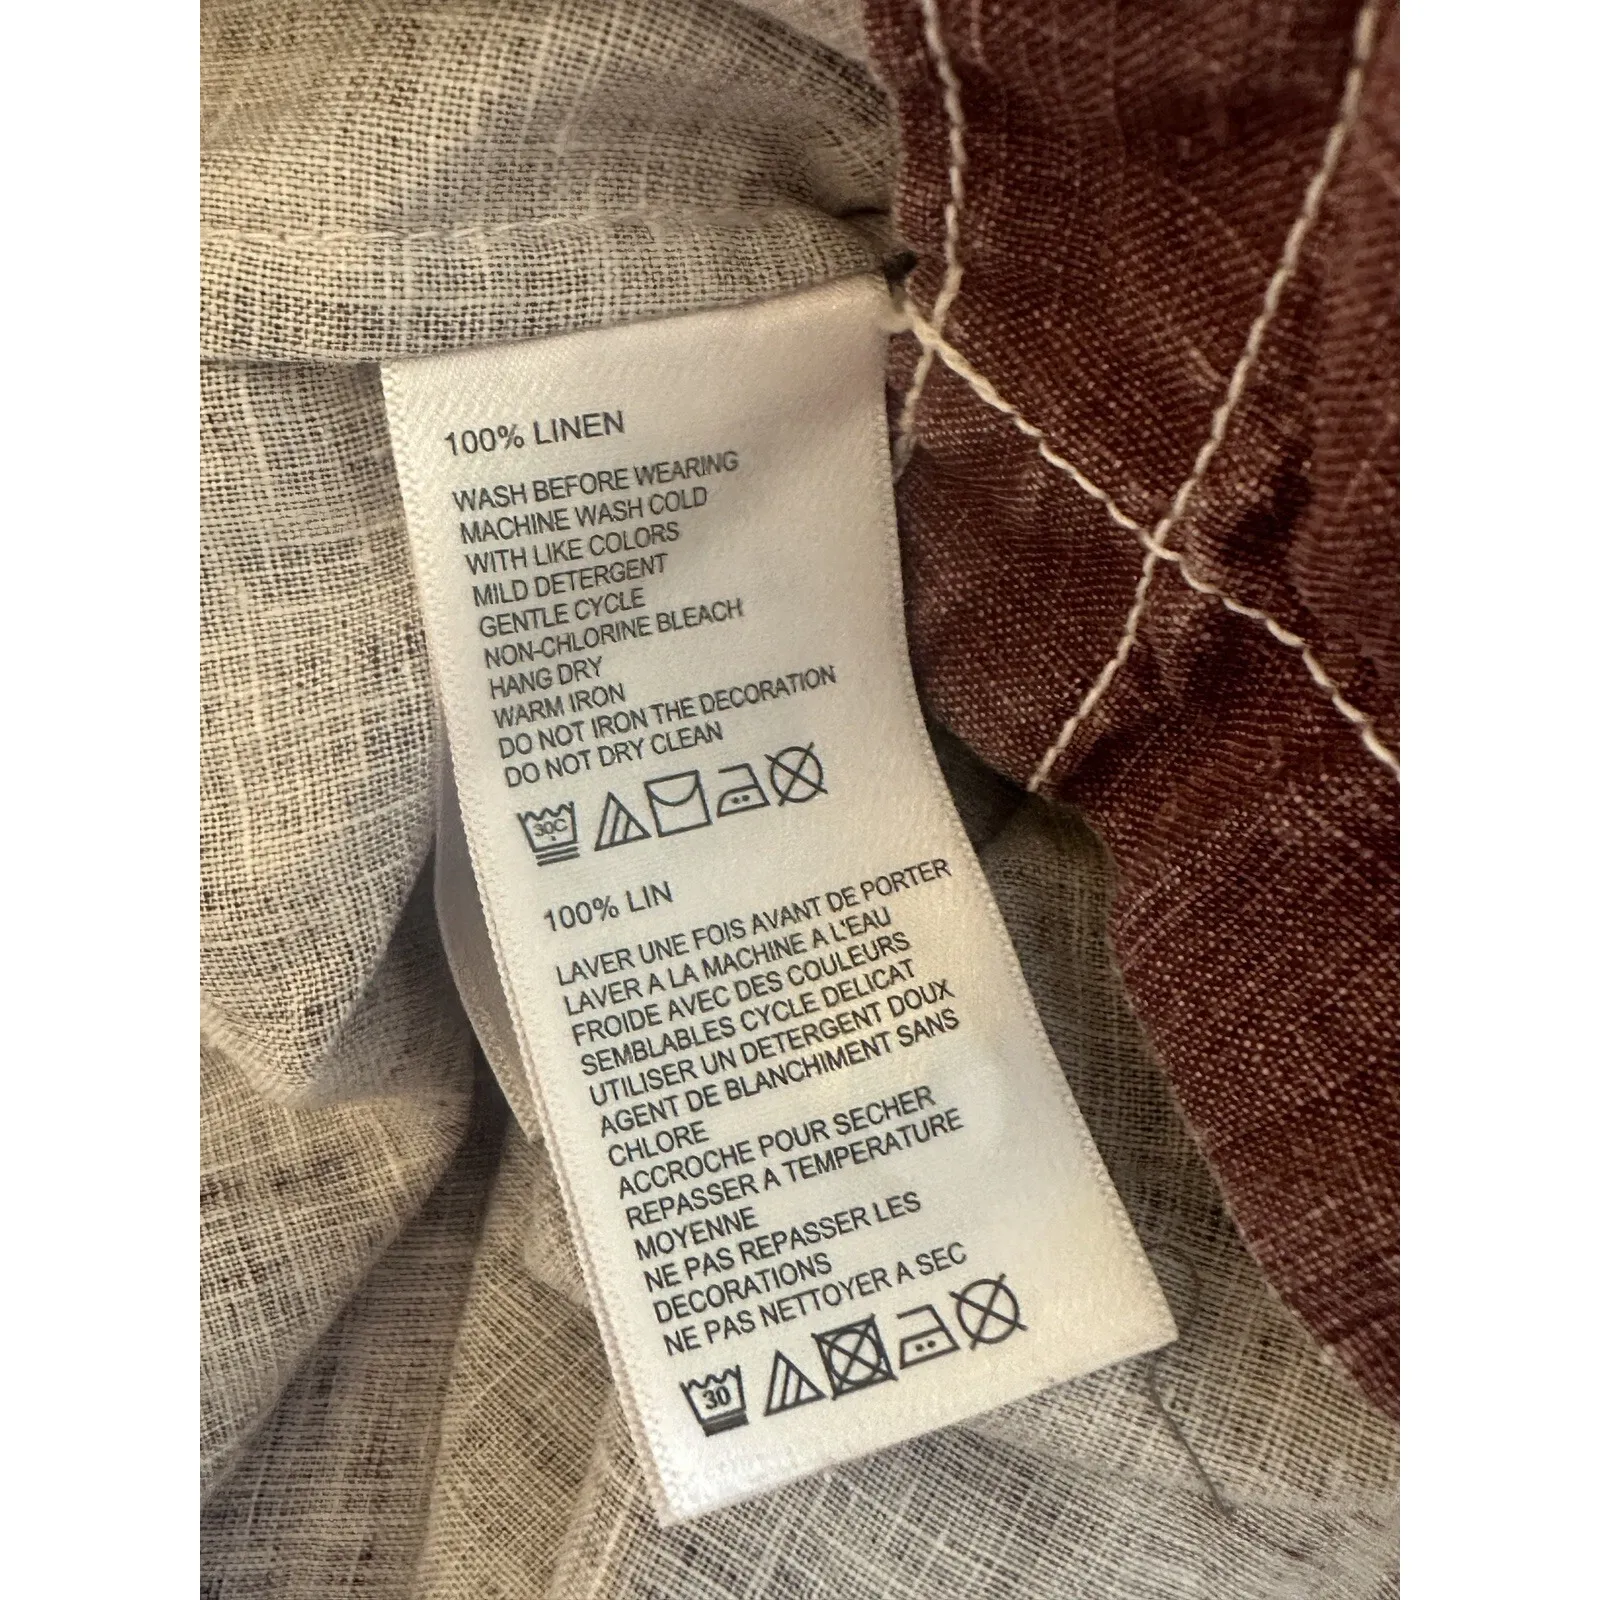 100% LINEN
WASH BEFORE WEARING
MACHINE WASH COLD
WITH LIKE COLORS
MILD DETERGENT
GENTLE CYCLE
NON-CHLORINE BLEACH
HANG DRY
WARM IRON
DO NOT IRON THE DECORATION
DO NOT DRY CLEAN
30C
100% LIN
LAVER UNE FOIS AVANT DE PORTER
LAVER A LA MACHINE A L'EAU
FROIDE AVEC DES COULEURS
SEMBLABLES CYCLE DELICAT
UTILISER UN DETERGENT DOUX
AGENT DE BLANCHIMENT SANS
CHLORE
ACCROCHE POUR SECHER
REPASSER A TEMPERATURE
MOYENNE
NE PAS REPASSER LES
DECORATIONS
NE PAS NETTOYER A SEC
30